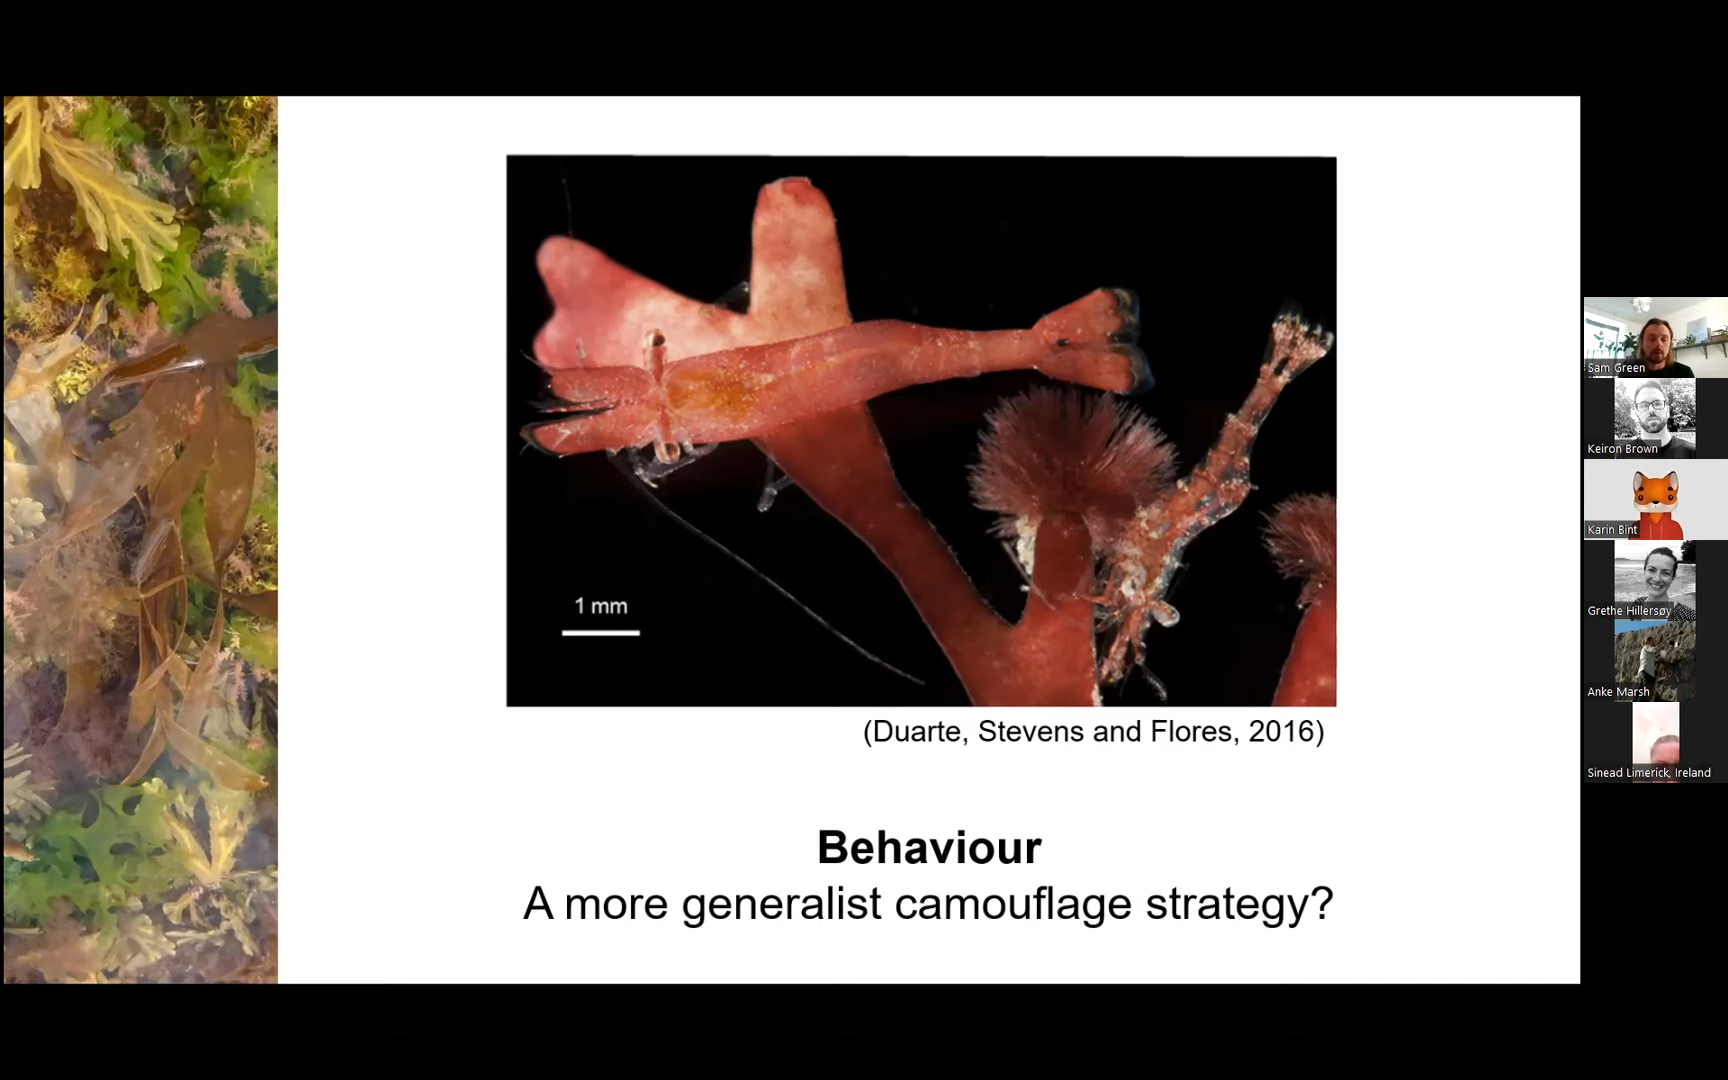 1 mm
(Duarte, Stevens and Flores, 2016)
Behaviour
A more generalist camouflage strategy?
Sam Green
Keiron Brown
Karin Bint
Grethe Hillersøy
Anke Marsh
Sinead Limerick, Ireland